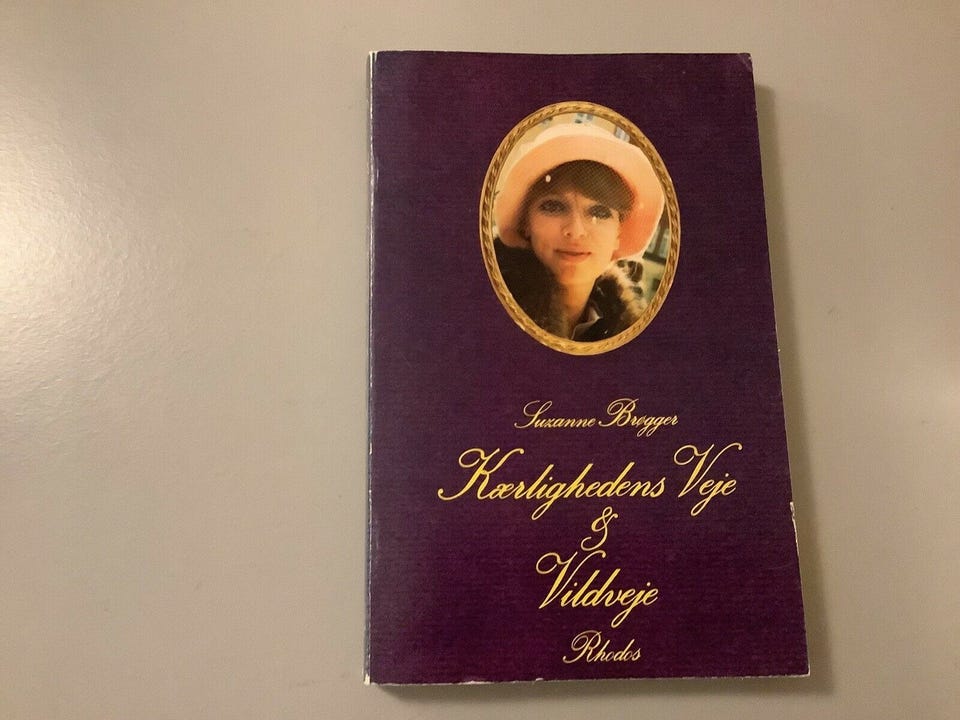 Suzanne Brøgger
Kærlighedens Veje
&
Vildveje
Rhodos